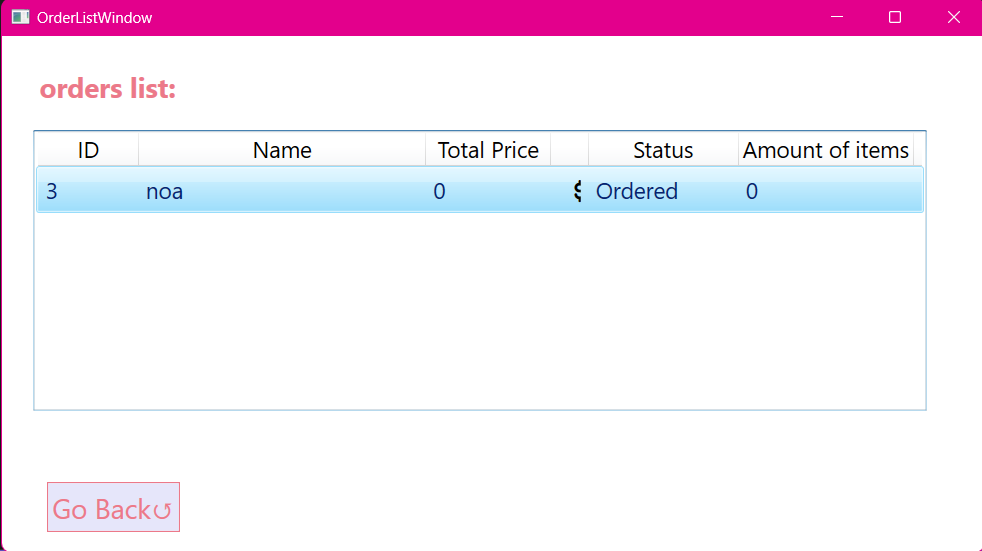 OrderListWindow
orders list:
ID Name Total Price Status Amount of items
3 noa 0 $ Ordered 0
Go Back↺